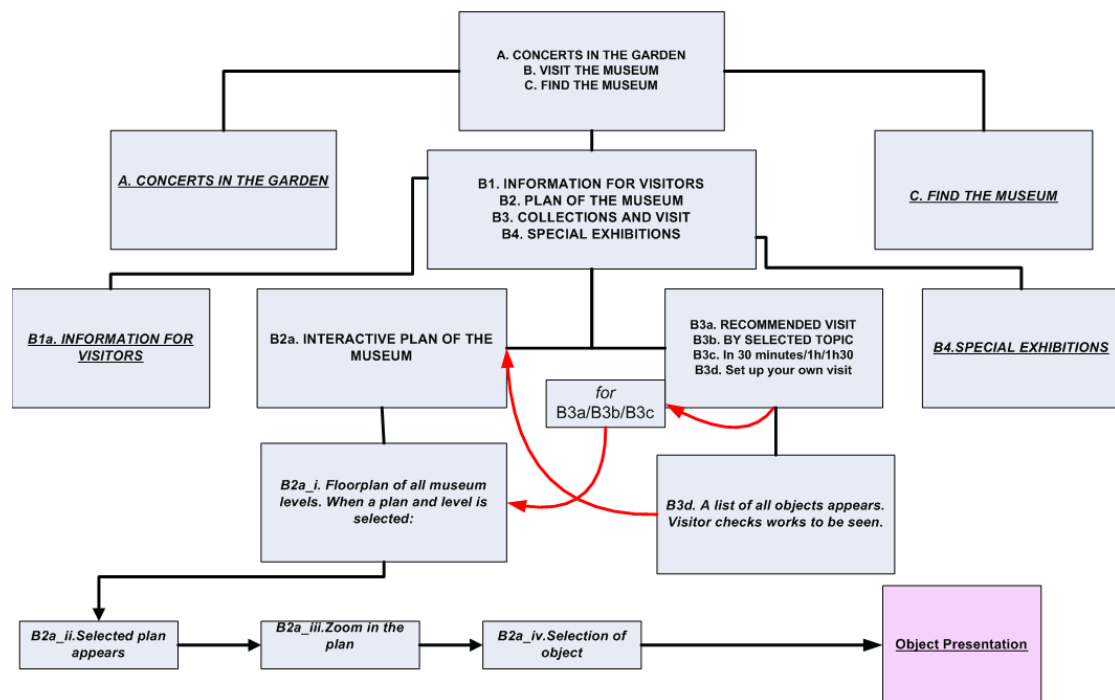 A. CONCERTS IN THE GARDEN
B. VISIT THE MUSEUM
C. FIND THE MUSEUM
A. CONCERTS IN THE GARDEN
B1. INFORMATION FOR VISITORS
B2. PLAN OF THE MUSEUM
B3. COLLECTIONS AND VISIT
B4. SPECIAL EXHIBITIONS
C. FIND THE MUSEUM
B1a. INFORMATION FOR
VISITORS
B2a. INTERACTIVE PLAN OF THE
MUSEUM
B3a. RECOMMENDED VISIT
B3b. BY SELECTED TOPIC
B3c. In 30 minutes/1h/1h30
B3d. Set up your own visit
B4.SPECIAL EXHIBITIONS
for
B3a/B3b/B3c
B2a_i. Floorplan of all museum
levels. When a plan and level is
selected:
B3d. A list of all objects appears.
Visitor checks works to be seen.
B2a_ii.Selected plan
appears
B2a_iii.Zoom in the
plan
B2a_iv.Selection of
object
Object Presentation